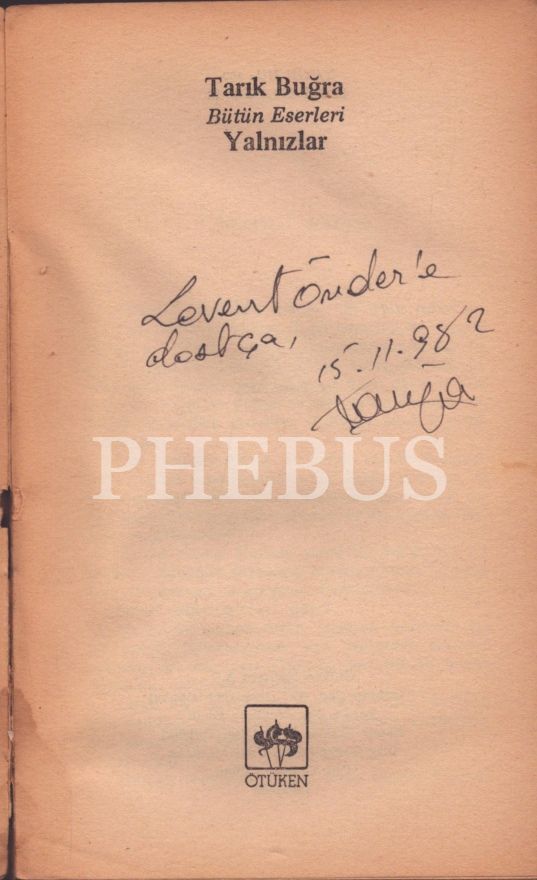 Tarık Buğra
Bütün Eserleri
Yalnızlar
Levent Önder'e
dostça,
15.11.982
PHEBUS
ÖTÜKEN